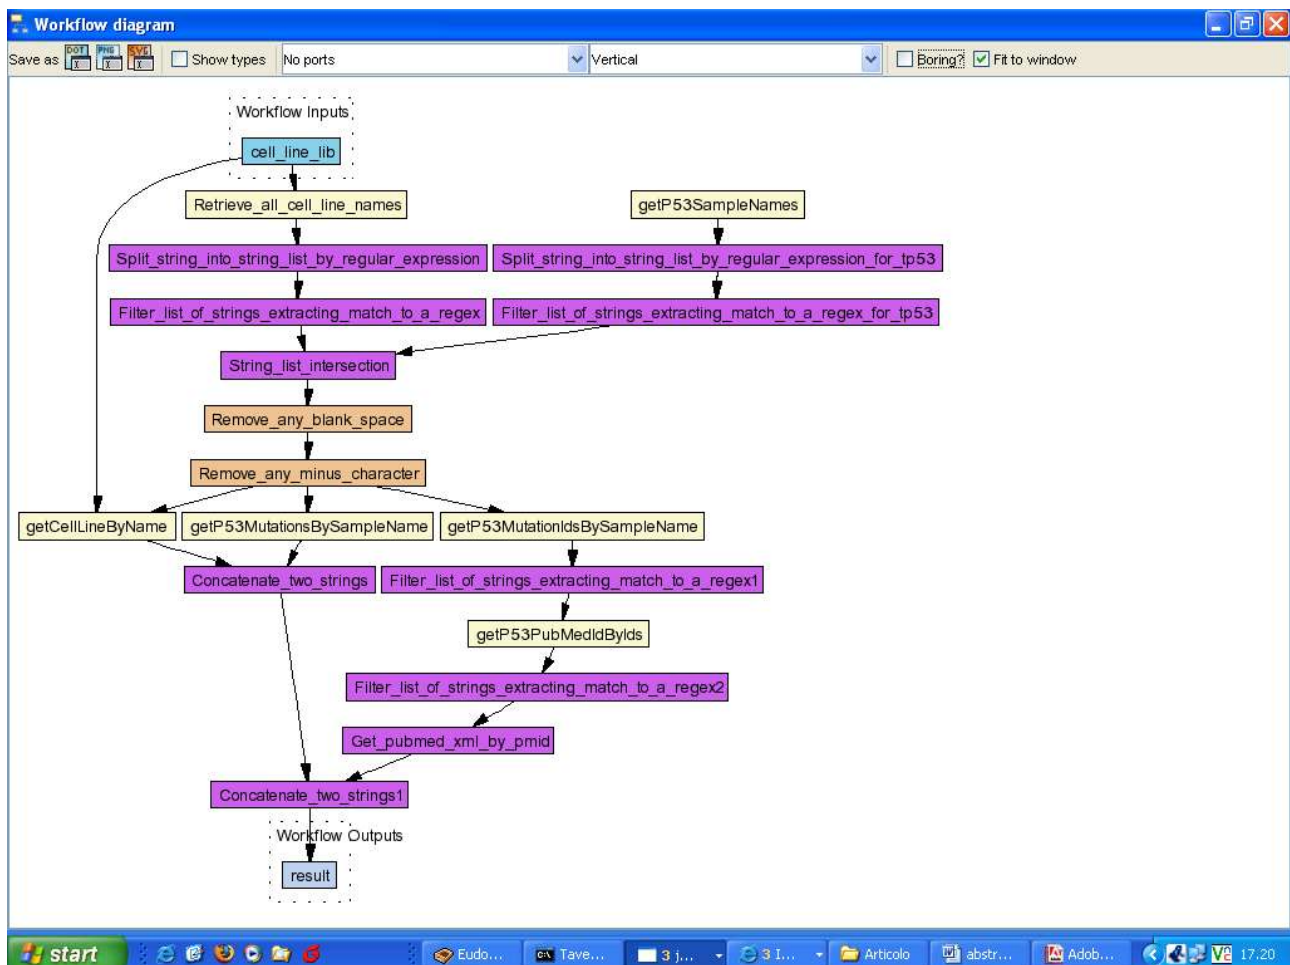 Workflow diagram
Save as DOT PNG SVG Show types No ports Vertical Boring? Fit to window
Workflow Inputs
cell_line_lib
Retrieve_all_cell_line_names getP53SampleNames
Split_string_into_string_list_by_regular_expression Split_string_into_string_list_by_regular_expression_for_tp53
Filter_list_of_strings_extracting_match_to_a_regex Filter_list_of_strings_extracting_match_to_a_regex_for_tp53
String_list_intersection
Remove_any_blank_space
Remove_any_minus_character
getCellLineByName getP53MutationsBySampleName getP53MutationIdsBySampleName
Concatenate_two_strings Filter_list_of_strings_extracting_match_to_a_regex1
getP53PubMedIdByIds
Filter_list_of_strings_extracting_match_to_a_regex2
Get_pubmed_xml_by_pmid
Concatenate_two_strings1
Workflow Outputs
result
start Eudo... Tave... 3 j... 3 I... Articolo abstr... Adob... 17:20